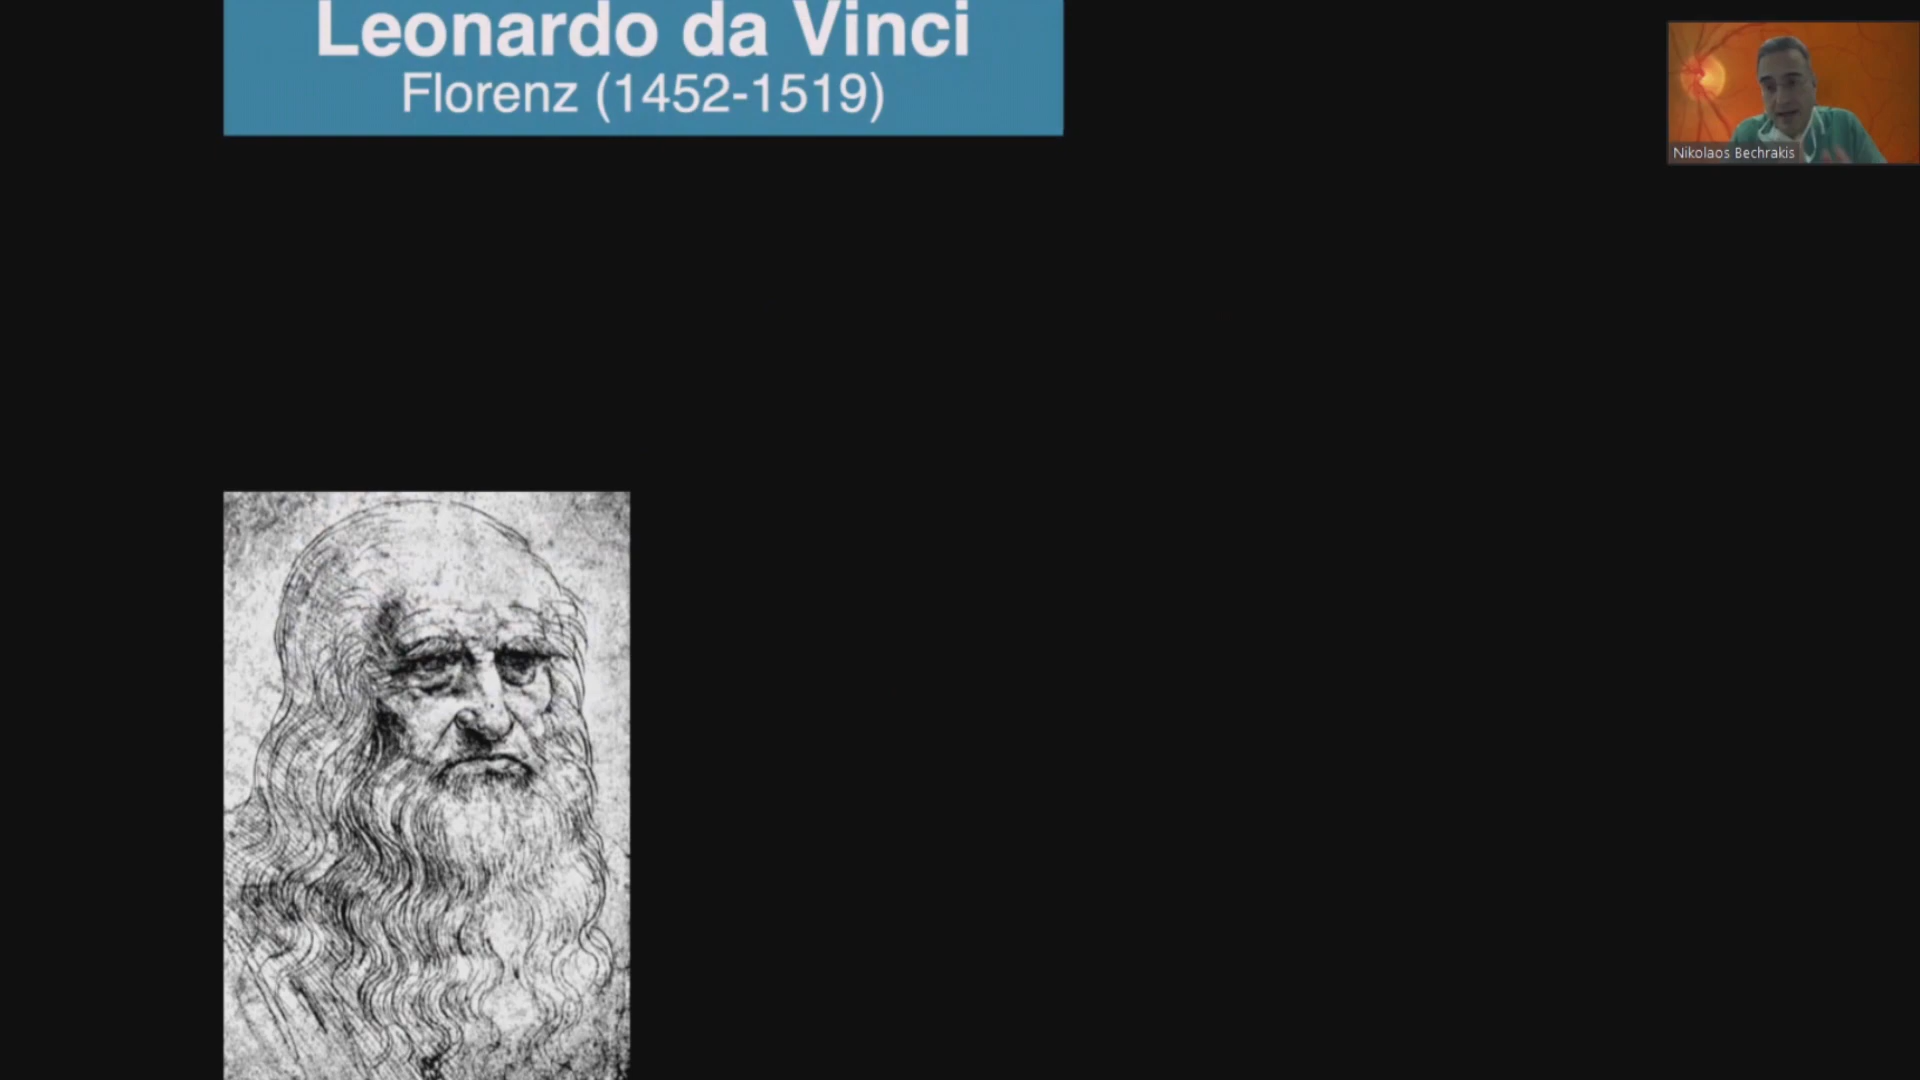 Leonardo da Vinci
Florenz (1452-1519)
Nikolaos Bechrakis